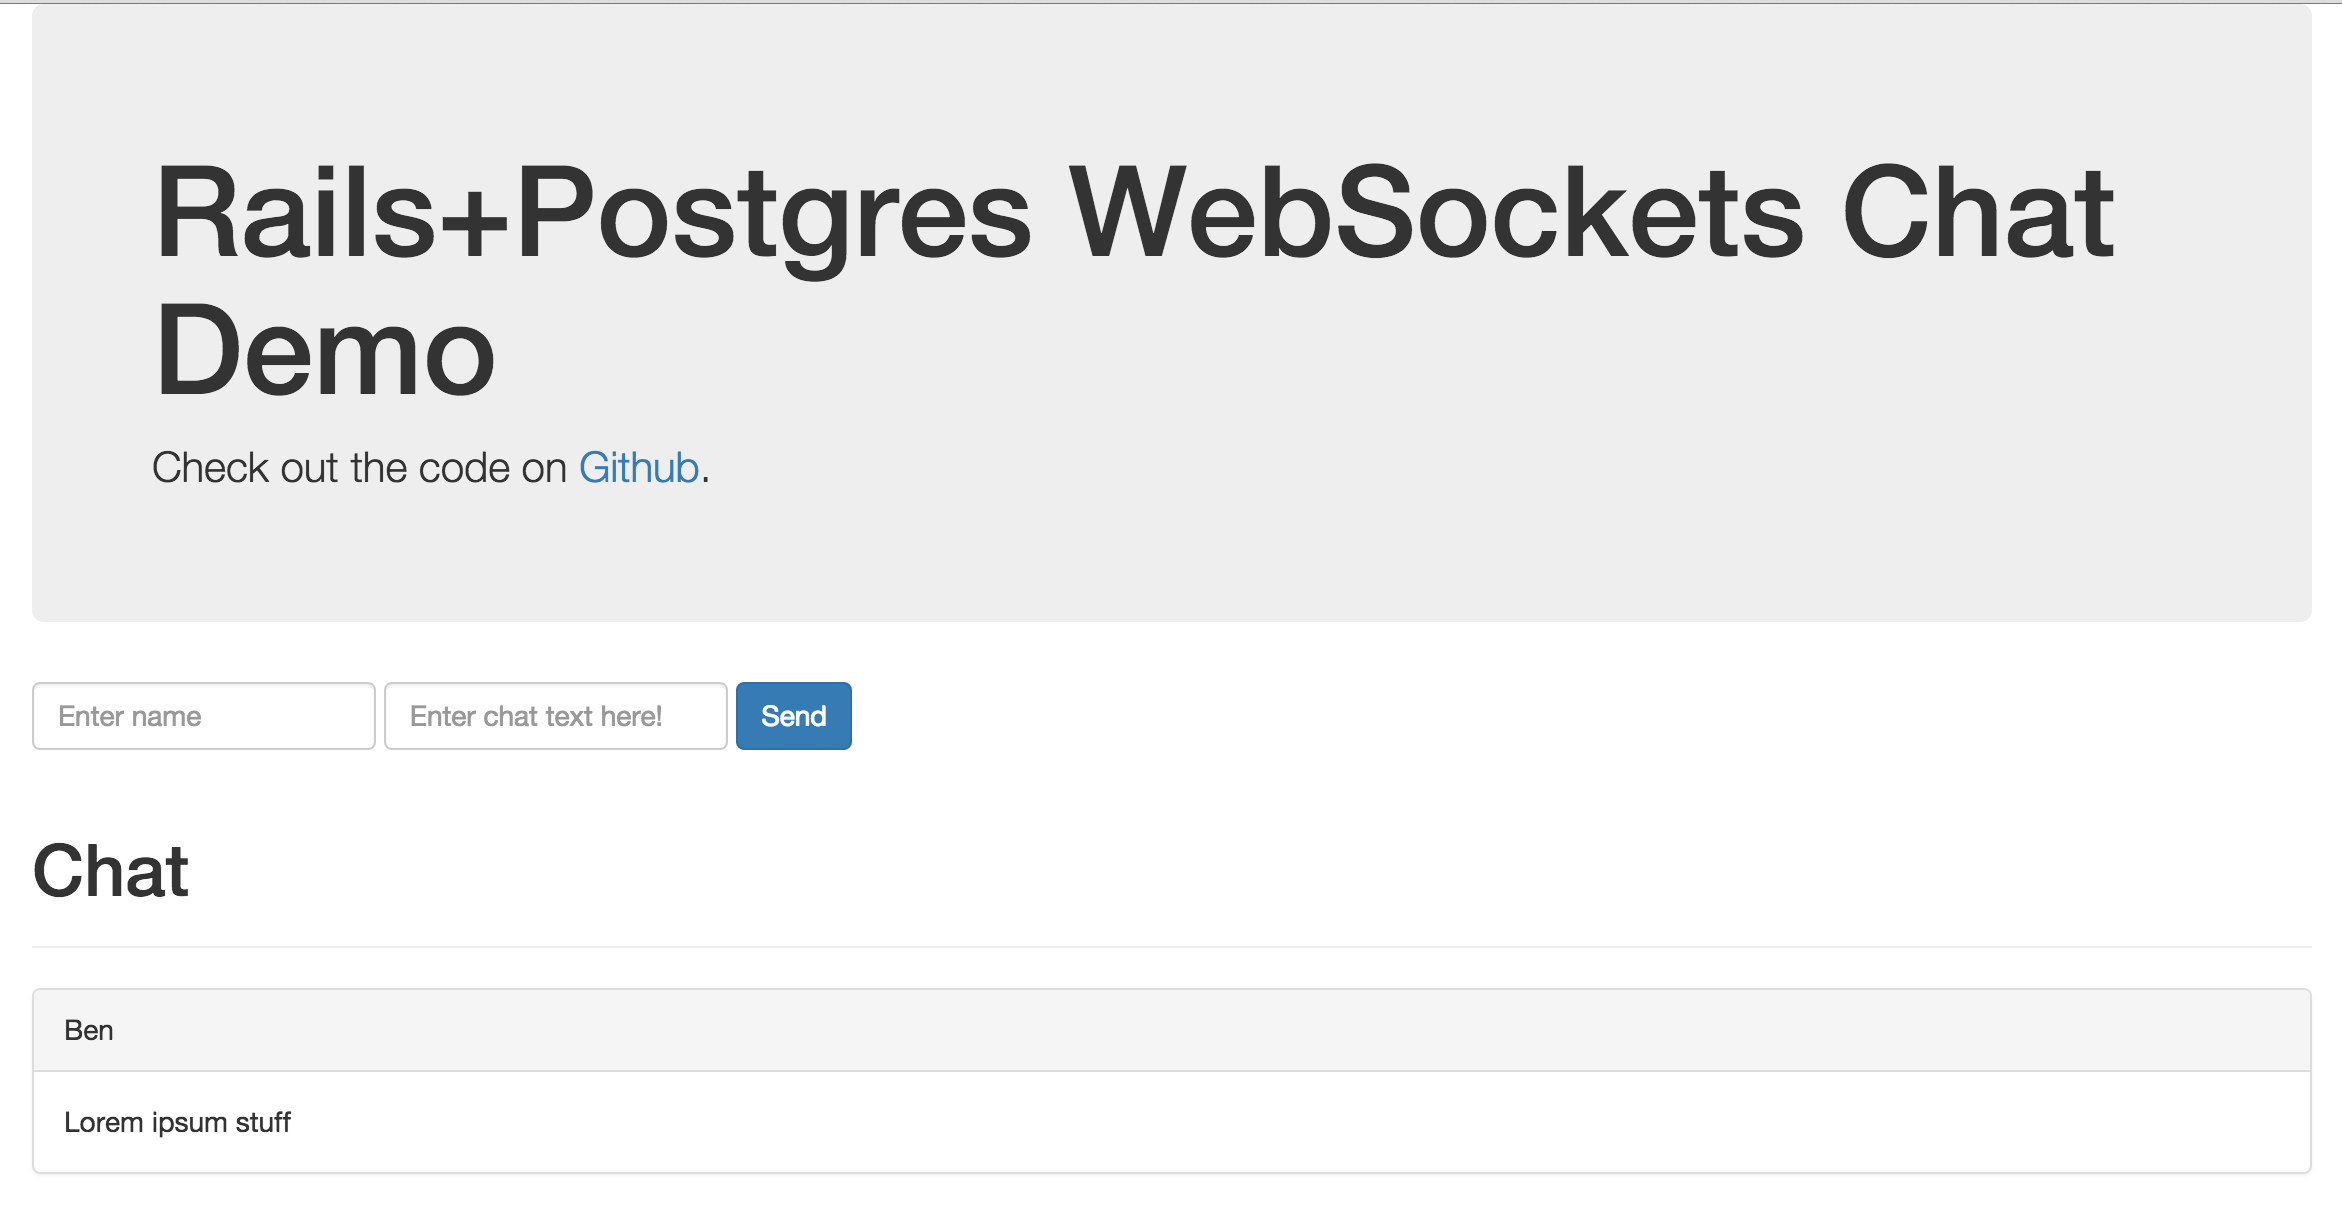 Rails+Postgres WebSockets Chat
Demo
Check out the code on Github.
Enter name
Enter chat text here!
Send
Chat
Ben
Lorem ipsum stuff